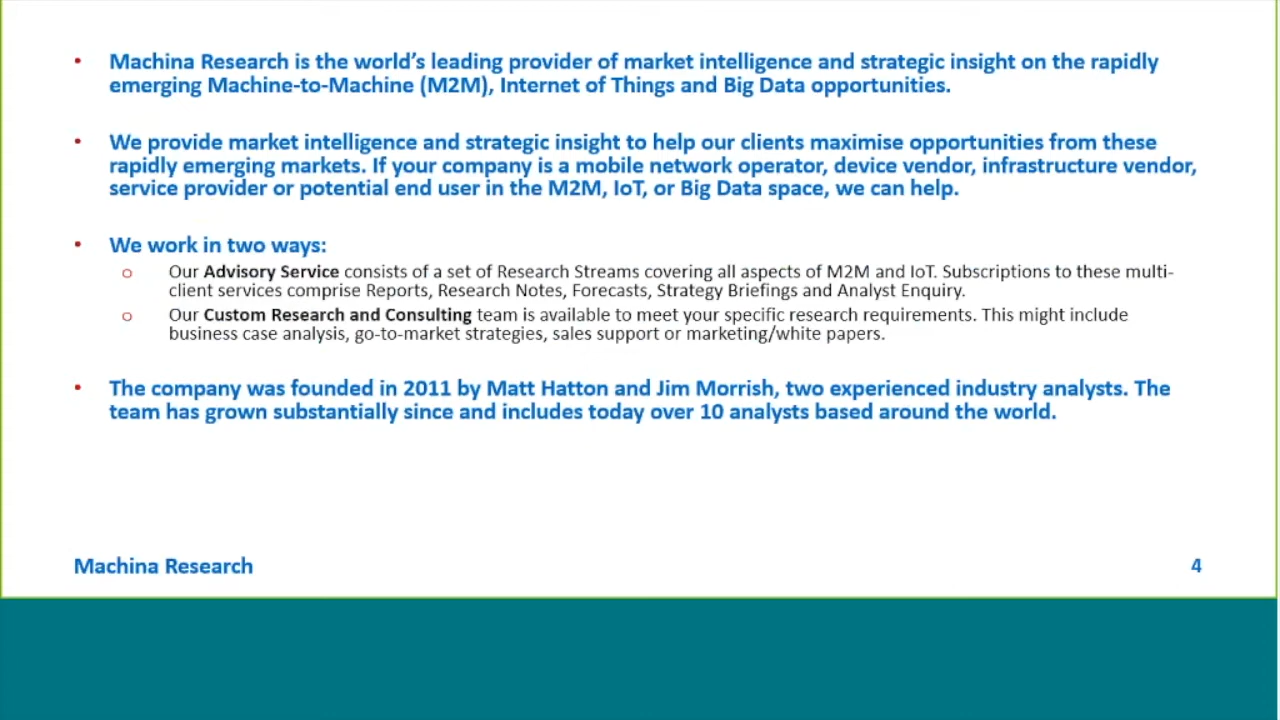 • Machina Research is the world's leading provider of market intelligence and strategic insight on the rapidly
emerging Machine-to-Machine (M2M), Internet of Things and Big Data opportunities.
• We provide market intelligence and strategic insight to help our clients maximise opportunities from these
rapidly emerging markets. If your company is a mobile network operator, device vendor, infrastructure vendor,
service provider or potential end user in the M2M, IoT, or Big Data space, we can help.
• We work in two ways:
o Our Advisory Service consists of a set of Research Streams covering all aspects of M2M and IoT. Subscriptions to these multi-
client services comprise Reports, Research Notes, Forecasts, Strategy Briefings and Analyst Enquiry.
o Our Custom Research and Consulting team is available to meet your specific research requirements. This might include
business case analysis, go-to-market strategies, sales support or marketing/white papers.
• The company was founded in 2011 by Matt Hatton and Jim Morrish, two experienced industry analysts. The
team has grown substantially since and includes today over 10 analysts based around the world.
Machina Research 4